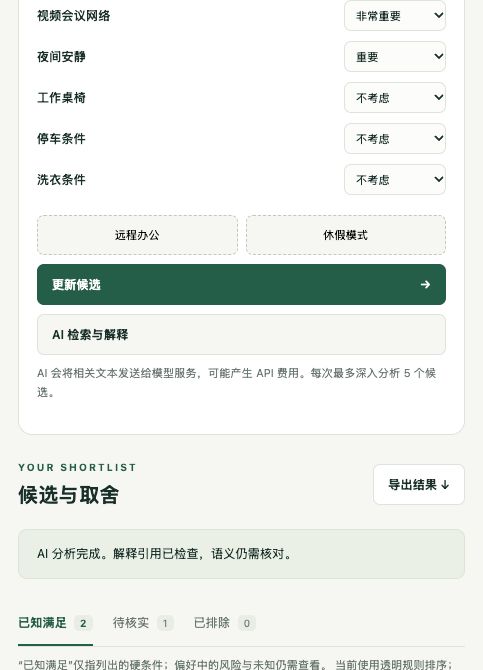 视频会议网络
非常重要
夜间安静
重要
工作桌椅
不考虑
停车条件
不考虑
洗衣条件
不考虑
远程办公
休假模式
更新候选 →
AI 检索与解释
AI 会将相关文本发送给模型服务，可能产生 API 费用。每次最多深入分析 5 个候
选。
YOUR SHORTLIST
候选与取舍
导出结果 ↓
AI 分析完成。解释引用已检查，语义仍需核对。
已知满足 2 待核实 1 已排除 0
“已知满足”仅指列出的硬条件；偏好中的风险与未知仍需查看。 当前使用透明规则排序；